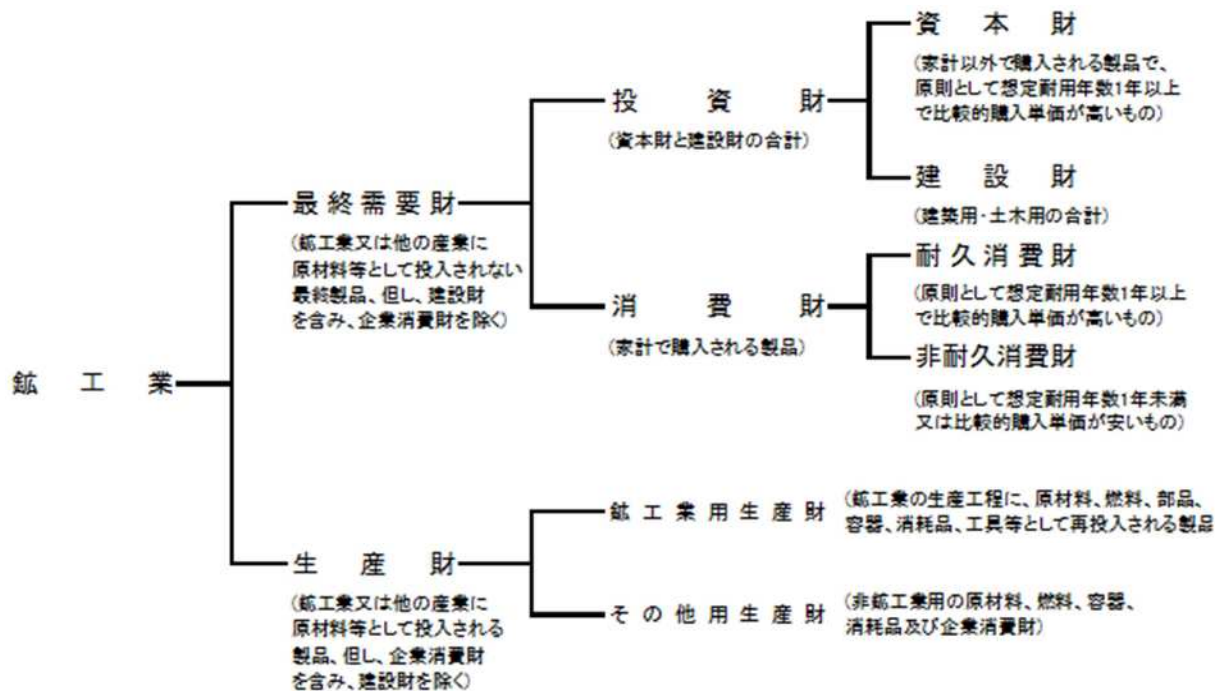 鉱工業
最終需要財
(鉱工業又は他の産業に
原材料等として投入されない
最終製品、但し、建設財
を含み、企業消費財を除く)
投資財
(資本財と建設財の合計)
資本財
(家計以外で購入される製品で、
原則として想定耐用年数1年以上
で比較的購入単価が高いもの)
建設財
(建築用・土木用の合計)
消費財
(家計で購入される製品)
耐久消費財
(原則として想定耐用年数1年以上
で比較的購入単価が高いもの)
非耐久消費財
(原則として想定耐用年数1年未満
又は比較的購入単価が安いもの)
生産財
(鉱工業又は他の産業に
原材料等として投入される
製品、但し、企業消費財
を含み、建設財を除く)
鉱工業用生産財
(鉱工業の生産工程に、原材料、燃料、部品、
容器、消耗品、工具等として再投入される製品
その他用生産財
(非鉱工業用の原材料、燃料、容器、
消耗品及び企業消費財)